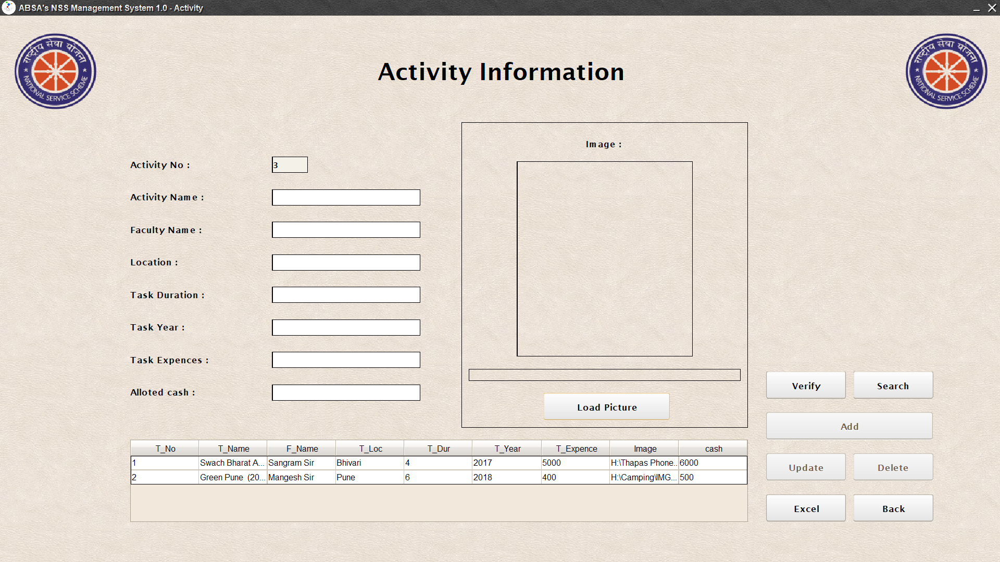 ABSA's NSS Management System 1.0 - Activity
राष्ट्रीय सेवा योजना
NATIONAL SERVICE SCHEME
Activity Information
राष्ट्रीय सेवा योजना
NATIONAL SERVICE SCHEME
Image :
Activity No : 3
Activity Name :
Faculty Name :
Location :
Task Duration :
Task Year :
Task Expences :
Alloted cash :
Load Picture
Verify Search
Add
Update Delete
Excel Back
T_No T_Name F_Name T_Loc T_Dur T_Year T_Expence Image cash
1 Swach Bharat A... Sangram Sir Bhivari 4 2017 5000 H:\Thapas Phone... 6000
2 Green Pune (20... Mangesh Sir Pune 6 2018 400 H:\Camping\IMG... 500